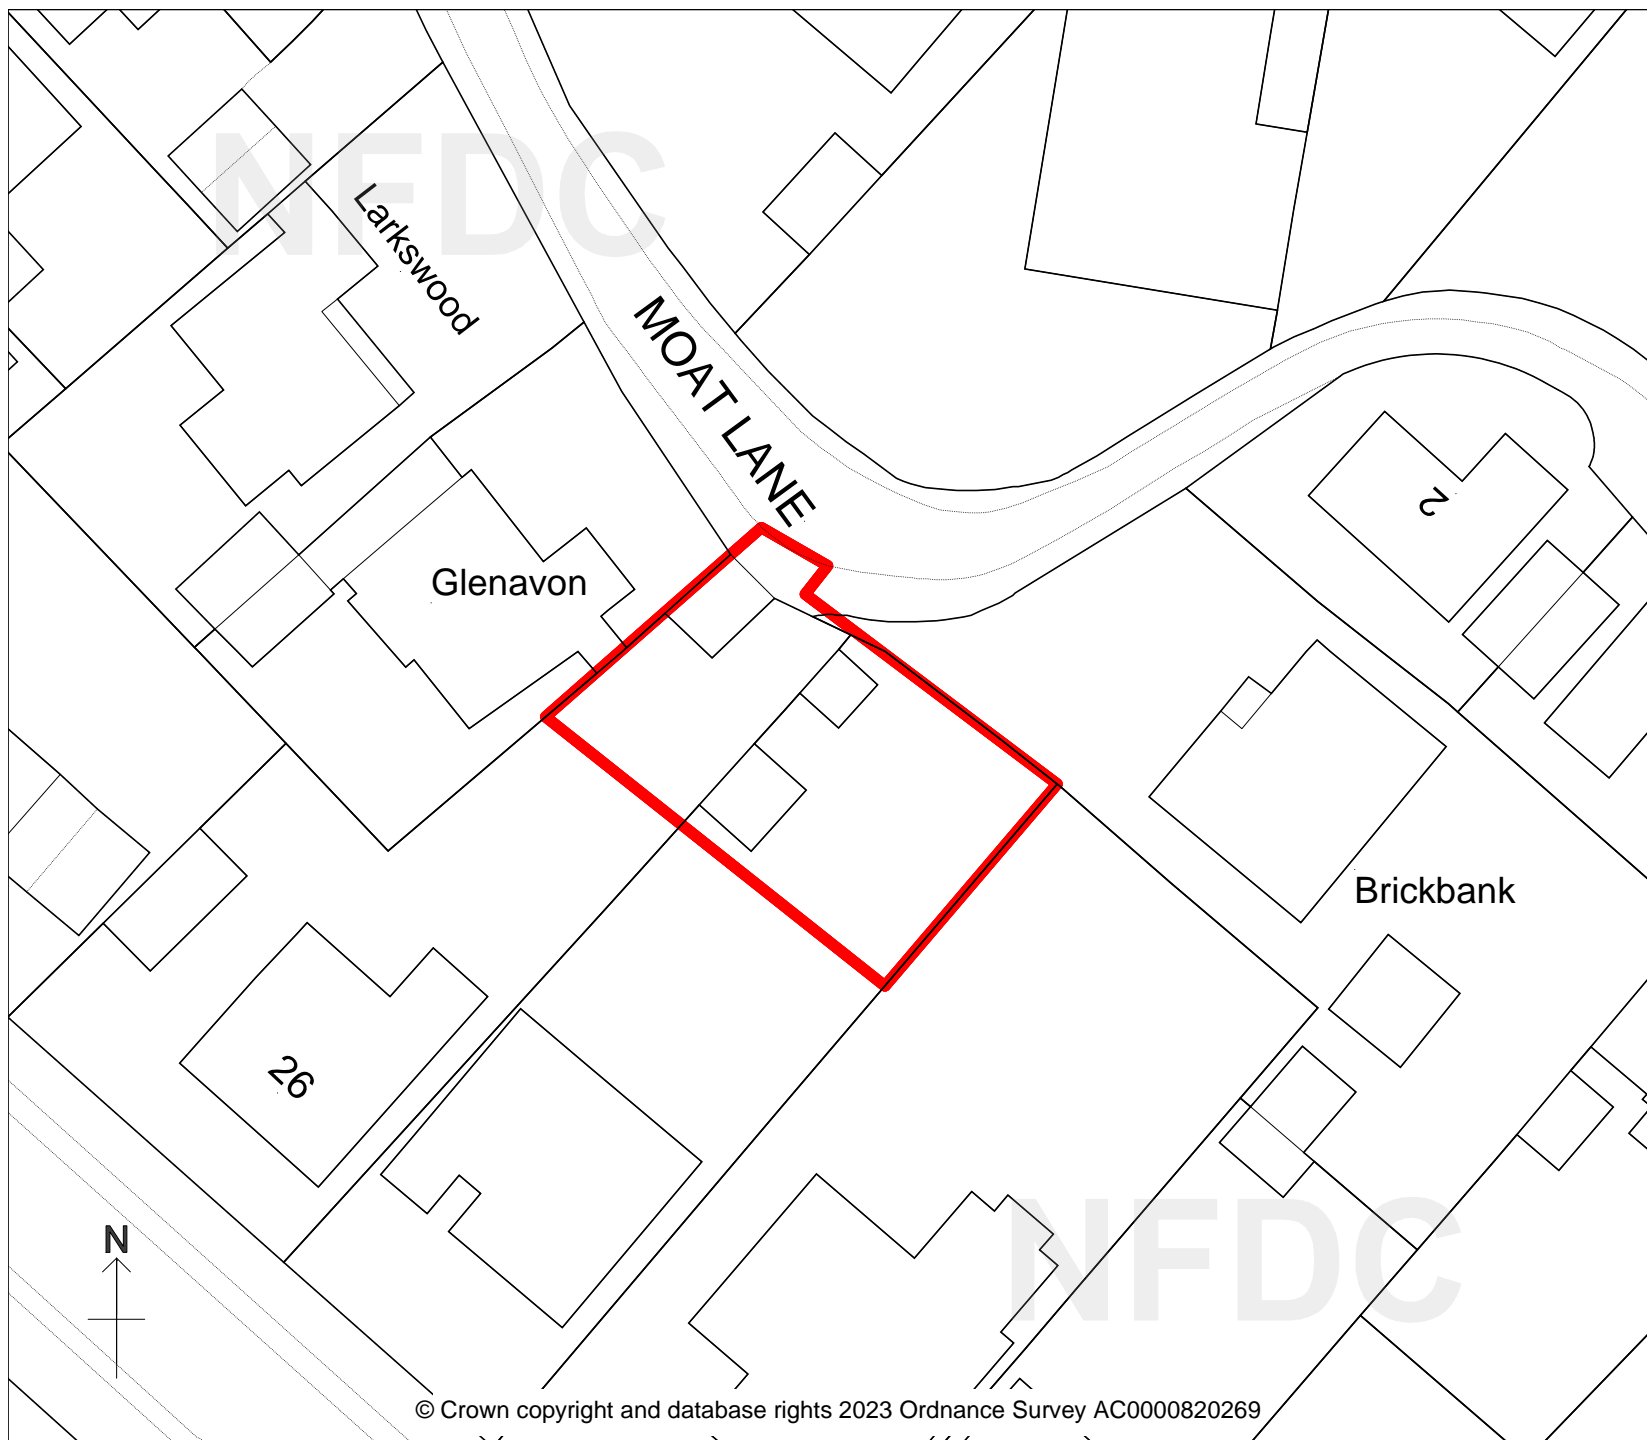 NFDC
Larkswood
MOAT LANE
2
Glenavon
Brickbank
26
NFDC
N
© Crown copyright and database rights 2023 Ordnance Survey AC0000820269